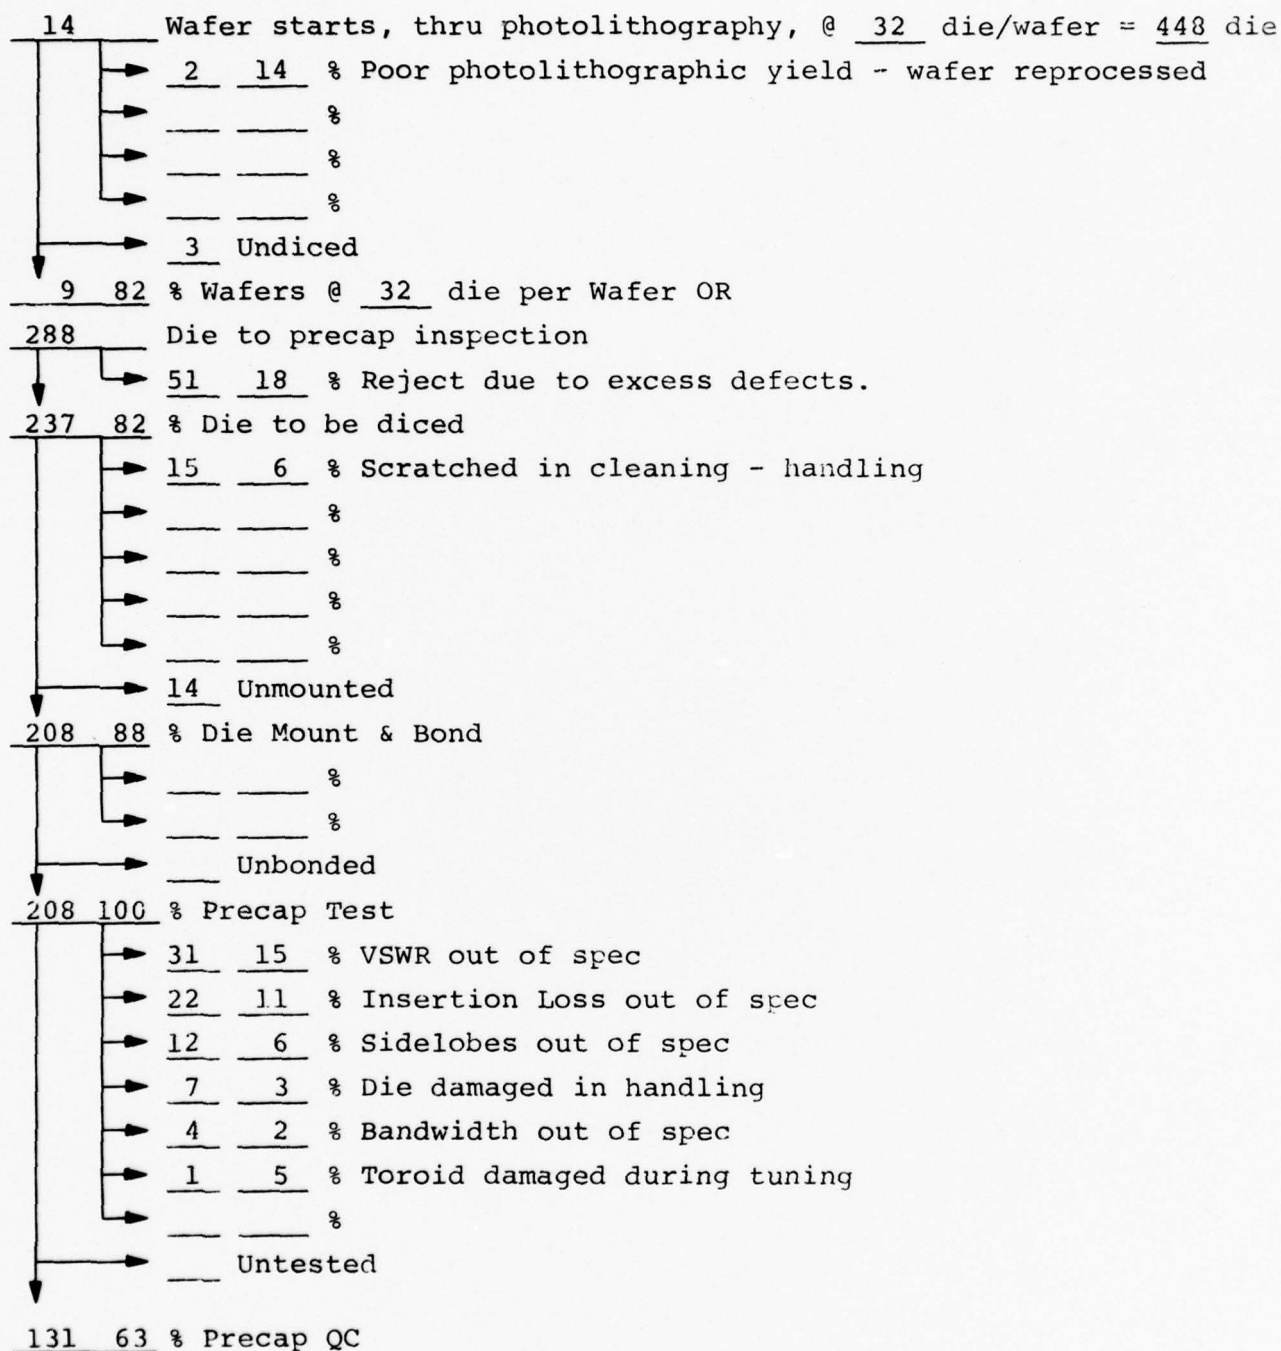 14 Wafer starts, thru photolithography, @ 32 die/wafer = 448 die
2 14 % Poor photolithographic yield - wafer reprocessed
%
%
%
3 Undiced
9 82 % Wafers @ 32 die per Wafer OR
288 Die to precap inspection
51 18 % Reject due to excess defects.
237 82 % Die to be diced
15 6 % Scratched in cleaning - handling
%
%
%
%
14 Unmounted
208 88 % Die Mount & Bond
%
%
Unbonded
208 100 % Precap Test
31 15 % VSWR out of spec
22 11 % Insertion Loss out of spec
12 6 % Sidelobes out of spec
7 3 % Die damaged in handling
4 2 % Bandwidth out of spec
1 5 % Toroid damaged during tuning
%
Untested
131 63 % Precap QC